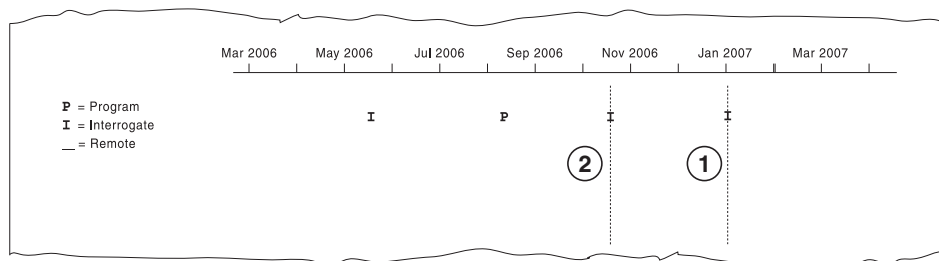 Mar 2006 May 2006 Jul 2006 Sep 2006 Nov 2006 Jan 2007 Mar 2007
P = Program
I = Interrogate
__ = Remote
I P I I
2 1